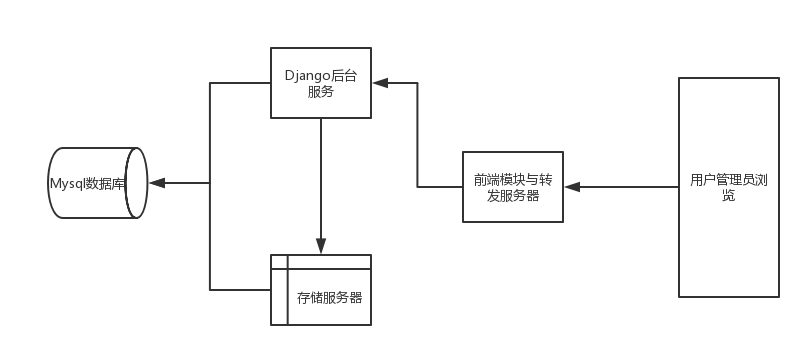 Django后台
服务
Mysql数据库
前端模块与转
发服务器
用户管理员浏
览
存储服务器